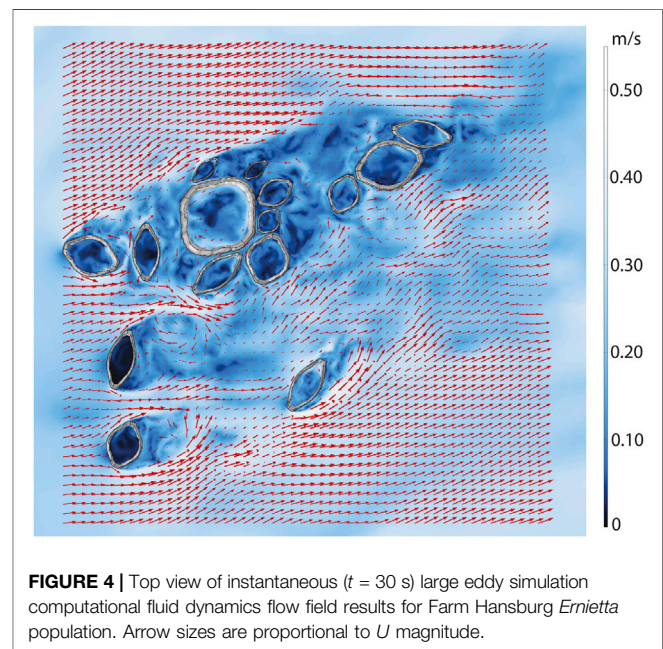 m/s
0.50
0.40
0.30
0.20
0.10
0
FIGURE 4 | Top view of instantaneous (t = 30 s) large eddy simulation
computational fluid dynamics flow field results for Farm Hansburg Ernietta
population. Arrow sizes are proportional to U magnitude.